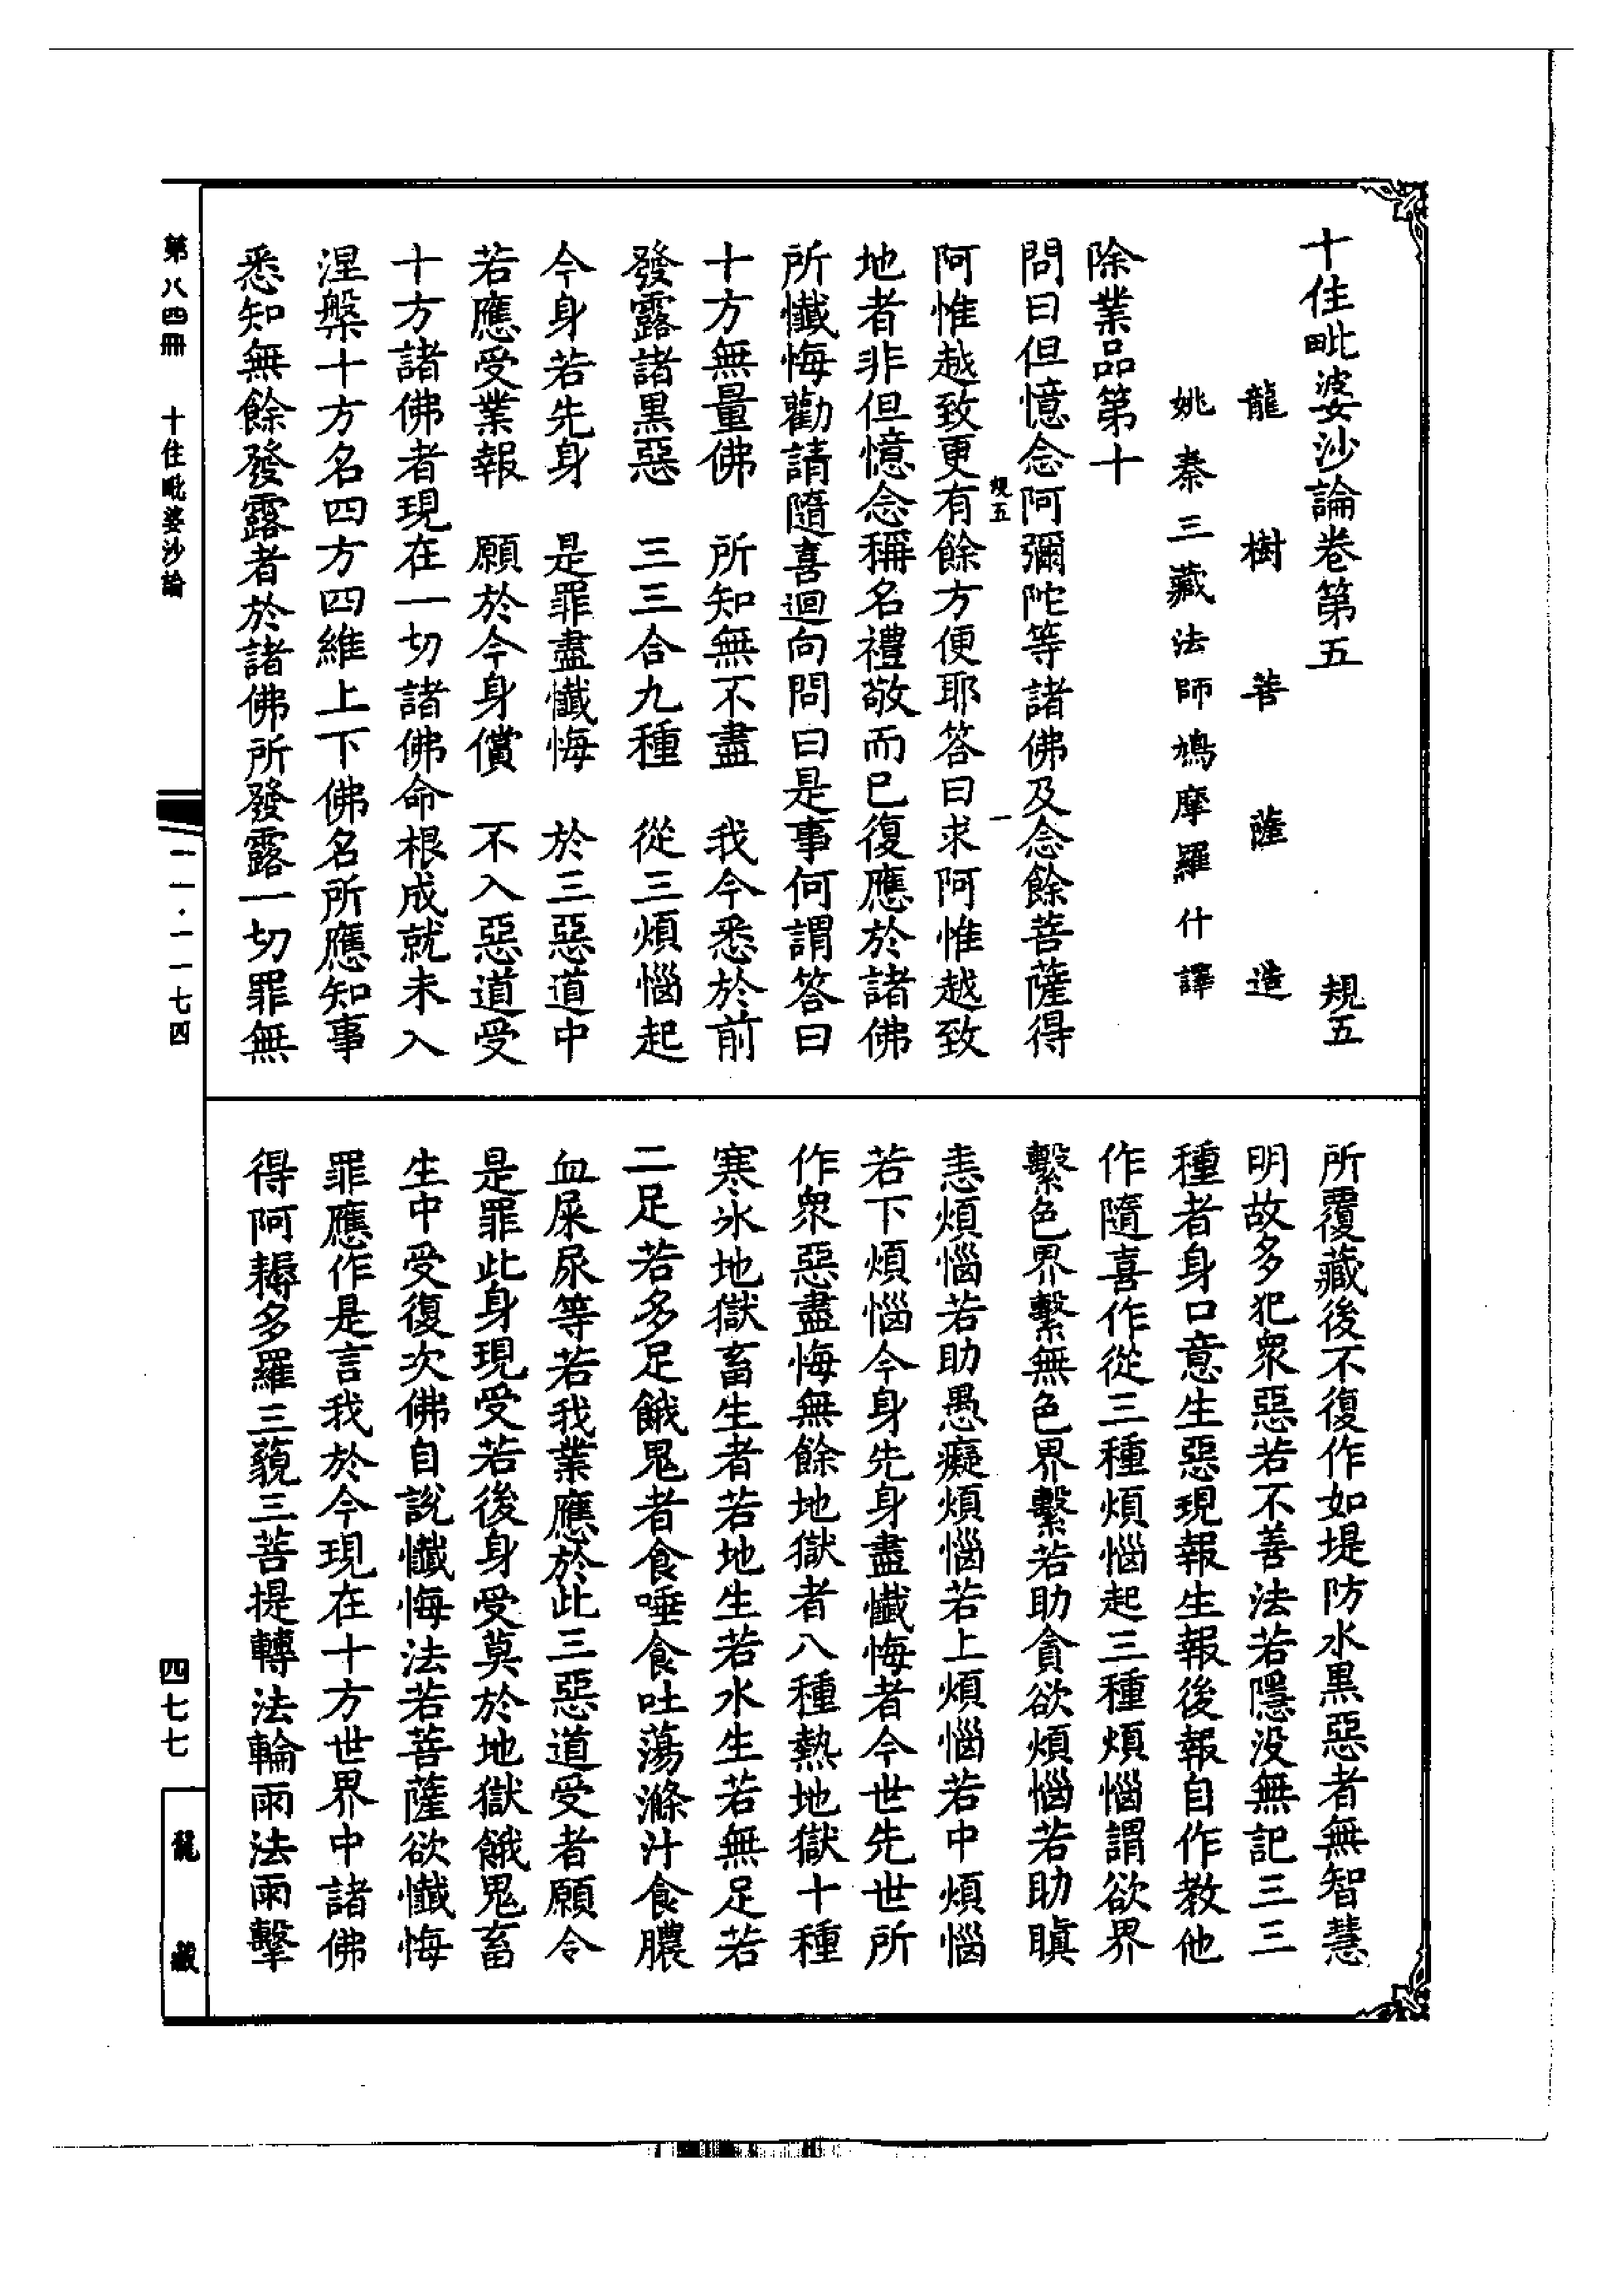 十住毗婆沙論卷第五　規五
龍樹菩薩造
姚秦三藏法師鳩摩羅什譯
除業品第十
問曰但憶念阿彌陀等諸佛及念餘菩薩得
規五　一
阿惟越致更有餘方便耶答曰求阿惟越致
地者非但憶念稱名禮敬而已復應於諸佛
所懺悔勸請隨喜迴向問曰是事何謂答曰
十方無量佛　所知無不盡　我今悉於前
發露諸黑惡　三三合九種　從三煩惱起
今身若先身　是罪盡懺悔　於三惡道中
若應受業報　願於今身償　不入惡道受
十方諸佛者現在一切諸佛命根成就未入
涅槃十方名四方四維上下佛名所應知事
悉知無餘發露者於諸佛所發露一切罪無
所覆藏後不復作如堤防水黑惡者無智慧
明故多犯眾惡若不善法若隱没無記三三
種者身口意生惡現報生報後報自作教他
作隨喜作從三種煩惱起三種煩惱謂欲界
繫色界繫無色界繫若助貪欲煩惱若助瞋
恚煩惱若助愚癡煩惱若上煩惱若中煩惱
若下煩惱今身先身盡懺悔者今世先世所
作眾惡盡悔無餘地獄者八種熱地獄十種
寒氷地獄畜生者若地生若水生若無足若
二足若多足餓鬼者食唾食吐蕩滌汁食膿
血屎尿等若我業應於此三惡道受者願令
是罪此身現受若後身受莫於地獄餓鬼畜
生中受復次佛自說懺悔法若菩薩欲懺悔
罪應作是言我於今現在十方世界中諸佛
得阿耨多羅三藐三菩提轉法輪雨法雨擊
第八四冊　十住毗婆沙論
一一·一一七四
四七七
龍藏